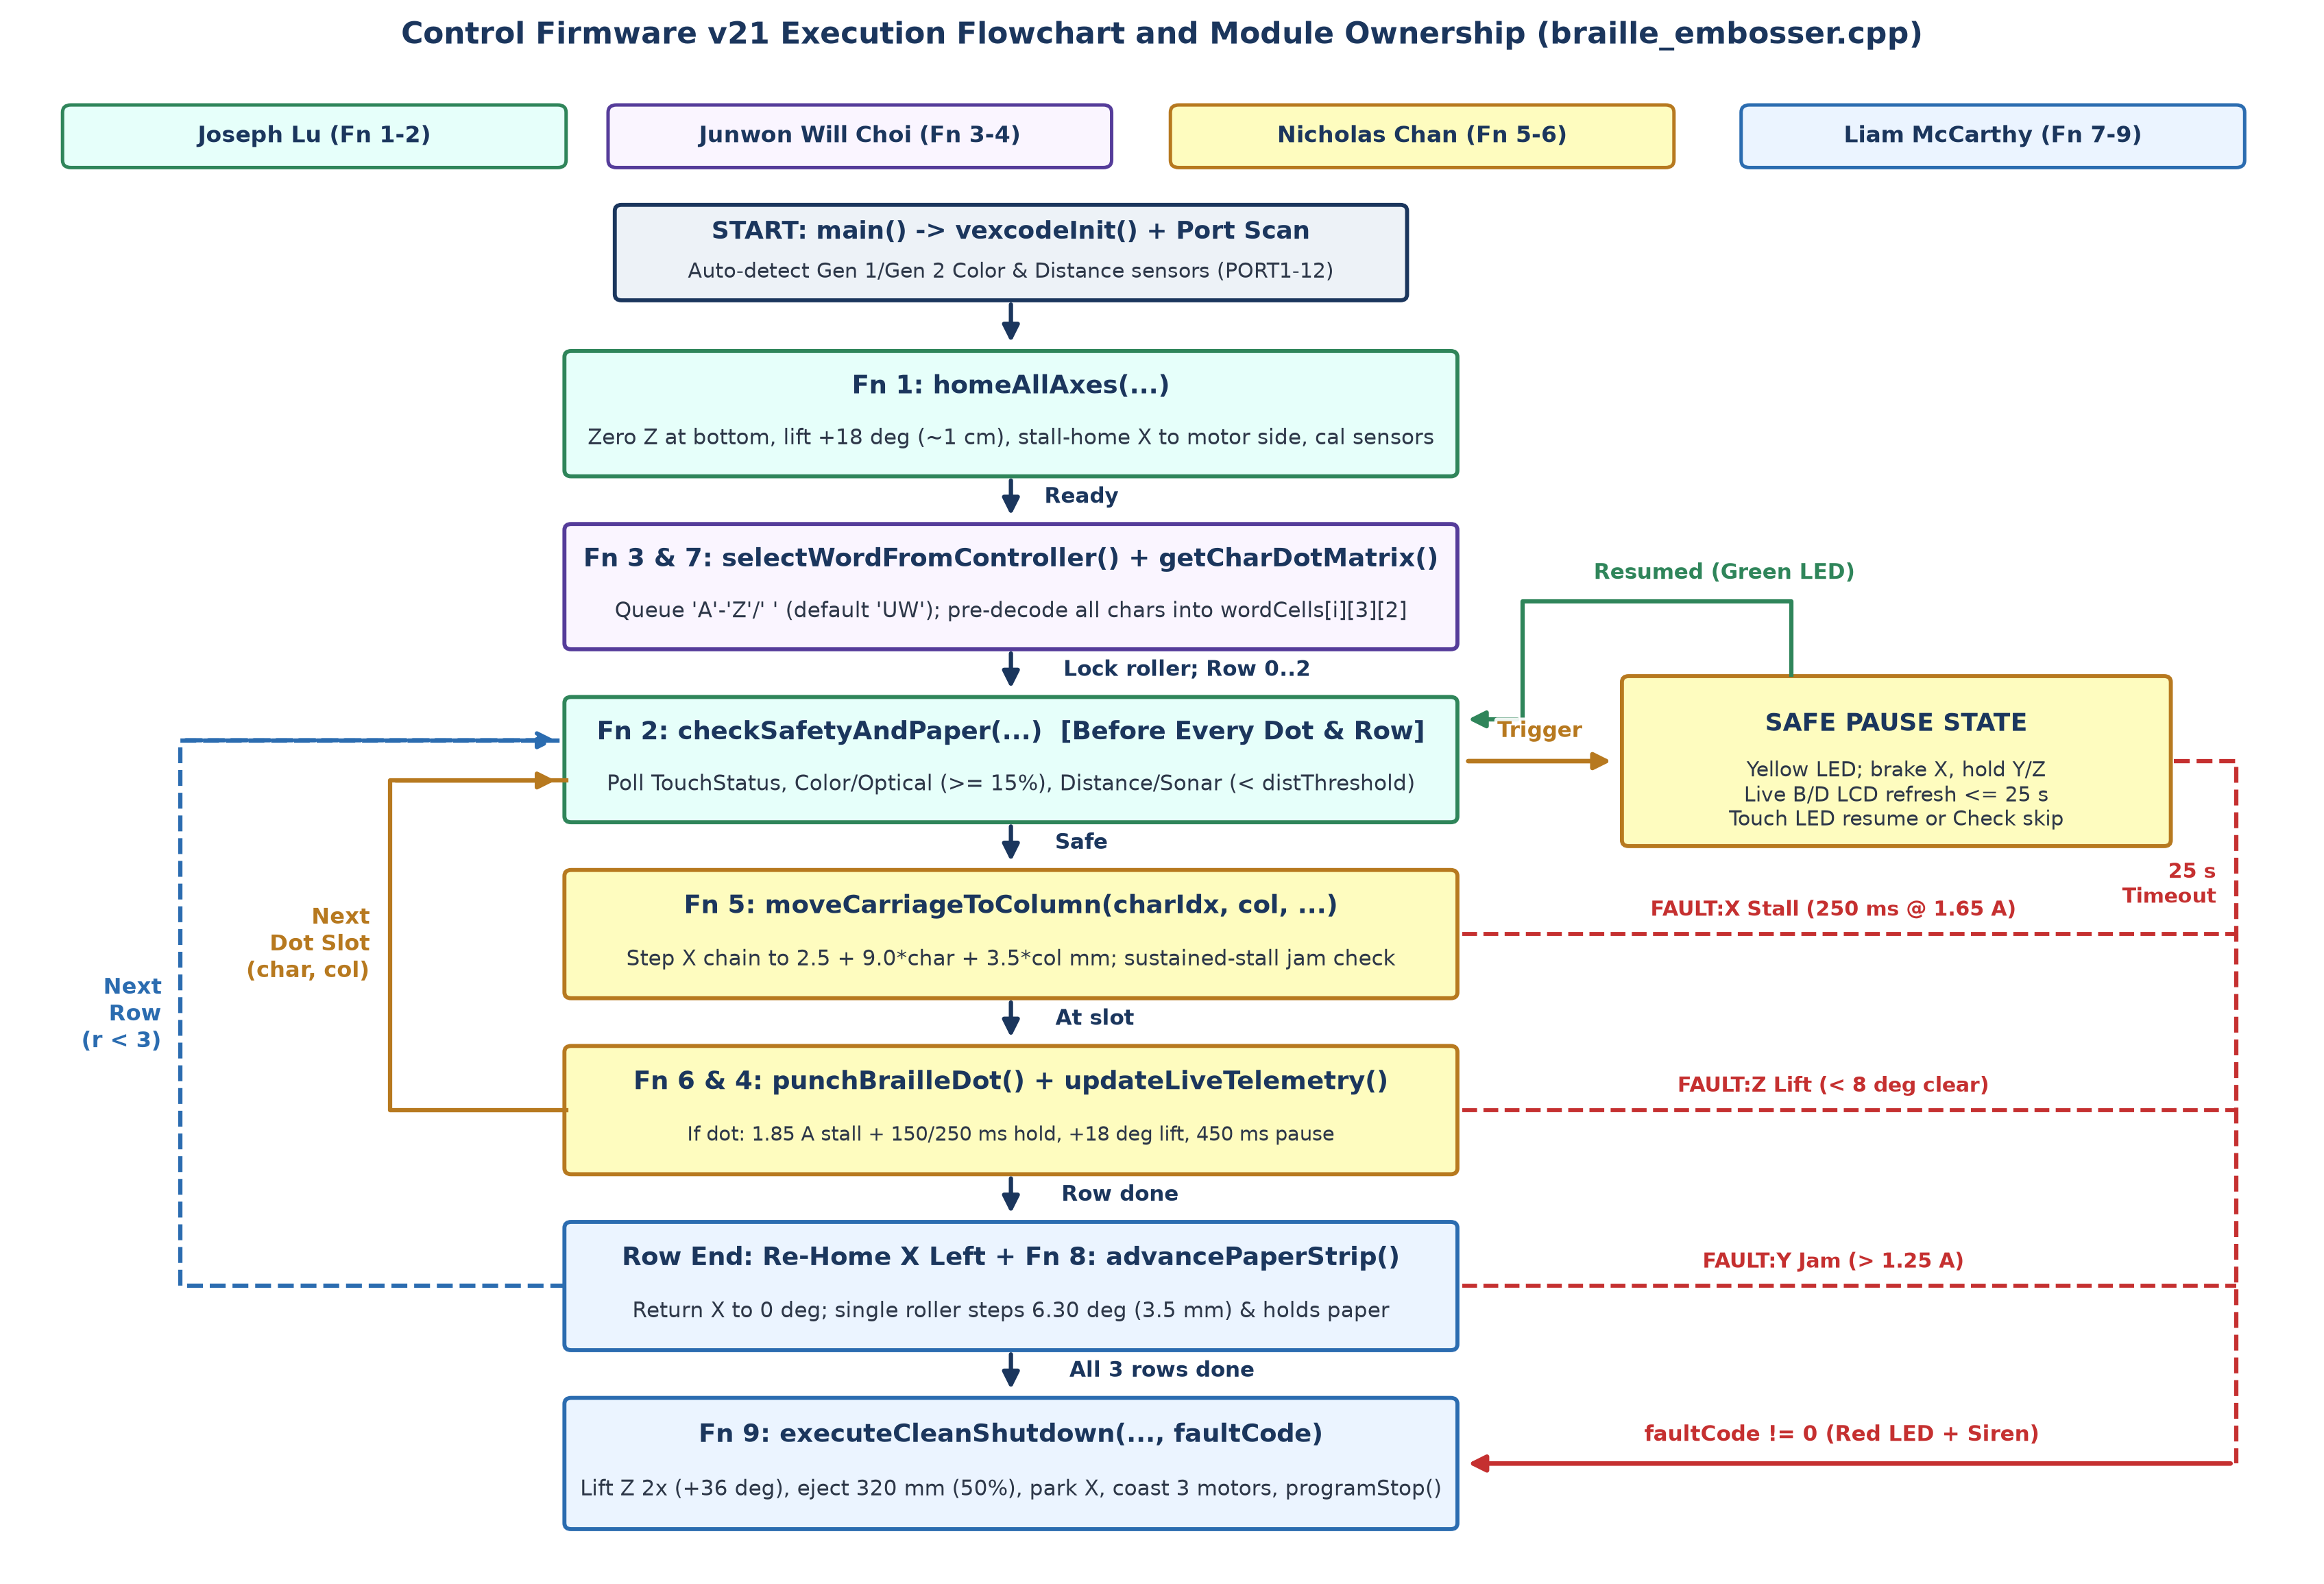 Control Firmware v21 Execution Flowchart and Module Ownership (braille_embosser.cpp)
Joseph Lu (Fn 1-2)
Junwon Will Choi (Fn 3-4)
Nicholas Chan (Fn 5-6)
Liam McCarthy (Fn 7-9)
START: main() -> vexcodeInit() + Port Scan
Auto-detect Gen 1/Gen 2 Color & Distance sensors (PORT1-12)
Fn 1: homeAllAxes(...)
Zero Z at bottom, lift +18 deg (~1 cm), stall-home X to motor side, cal sensors
Ready
Fn 3 & 7: selectWordFromController() + getCharDotMatrix()
Queue 'A'-'Z'/' ' (default 'UW'); pre-decode all chars into wordCells[i][3][2]
Resumed (Green LED)
Lock roller; Row 0..2
Fn 2: checkSafetyAndPaper(...)  [Before Every Dot & Row]
Poll TouchStatus, Color/Optical (>= 15%), Distance/Sonar (< distThreshold)
Trigger
SAFE PAUSE STATE
Yellow LED; brake X, hold Y/Z
Live B/D LCD refresh <= 25 s
Touch LED resume or Check skip
Safe
25 s
Timeout
Fn 5: moveCarriageToColumn(charIdx, col, ...)
Step X chain to 2.5 + 9.0*char + 3.5*col mm; sustained-stall jam check
FAULT:X Stall (250 ms @ 1.65 A)
Next
Dot Slot
(char, col)
Next
Row
(r < 3)
At slot
Fn 6 & 4: punchBrailleDot() + updateLiveTelemetry()
If dot: 1.85 A stall + 150/250 ms hold, +18 deg lift, 450 ms pause
FAULT:Z Lift (< 8 deg clear)
Row done
Row End: Re-Home X Left + Fn 8: advancePaperStrip()
Return X to 0 deg; single roller steps 6.30 deg (3.5 mm) & holds paper
FAULT:Y Jam (> 1.25 A)
All 3 rows done
Fn 9: executeCleanShutdown(..., faultCode)
Lift Z 2x (+36 deg), eject 320 mm (50%), park X, coast 3 motors, programStop()
faultCode != 0 (Red LED + Siren)